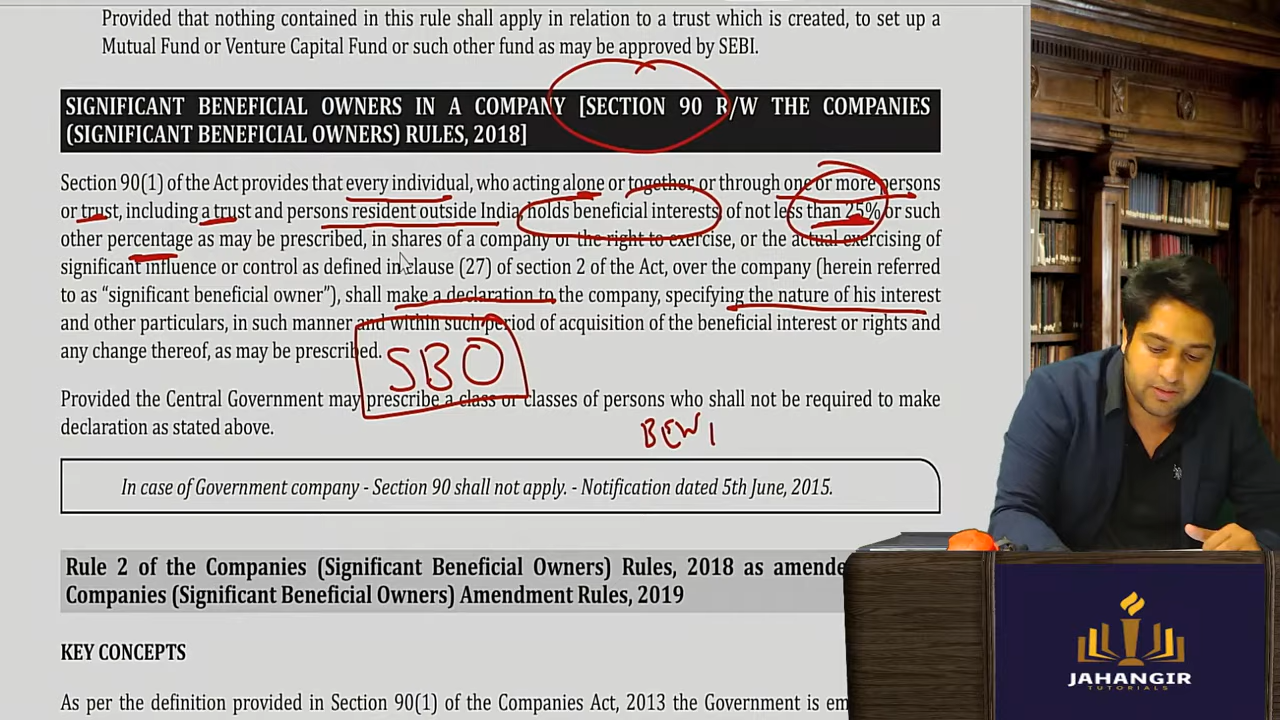 Provided that nothing contained in this rule shall apply in relation to a trust which is created, to set up a
Mutual Fund or Venture Capital Fund or such other fund as may be approved by SEBI.
SIGNIFICANT BENEFICIAL OWNERS IN A COMPANY [SECTION 90 R/W THE COMPANIES
(SIGNIFICANT BENEFICIAL OWNERS) RULES, 2018]
Section 90(1) of the Act provides that every individual, who acting alone or together, or through one or more persons
or trust, including a trust and persons resident outside India, holds beneficial interests, of not less than 25% or such
other percentage as may be prescribed, in shares of a company or the right to exercise, or the actual exercising of
significant influence or control as defined in clause (27) of section 2 of the Act, over the company (herein referred
to as “significant beneficial owner”), shall make a declaration to the company, specifying the nature of his interest
and other particulars, in such manner and within such period of acquisition of the beneficial interest or rights and
any change thereof, as may be prescribed.
SBO
Provided the Central Government may prescribe a class or classes of persons who shall not be required to make
declaration as stated above.
BEN 1
In case of Government company - Section 90 shall not apply. - Notification dated 5th June, 2015.
Rule 2 of the Companies (Significant Beneficial Owners) Rules, 2018 as amende
Companies (Significant Beneficial Owners) Amendment Rules, 2019
KEY CONCEPTS
As per the definition provided in Section 90(1) of the Companies Act, 2013 the Government is em
JAHANGIR
TUTORIALS